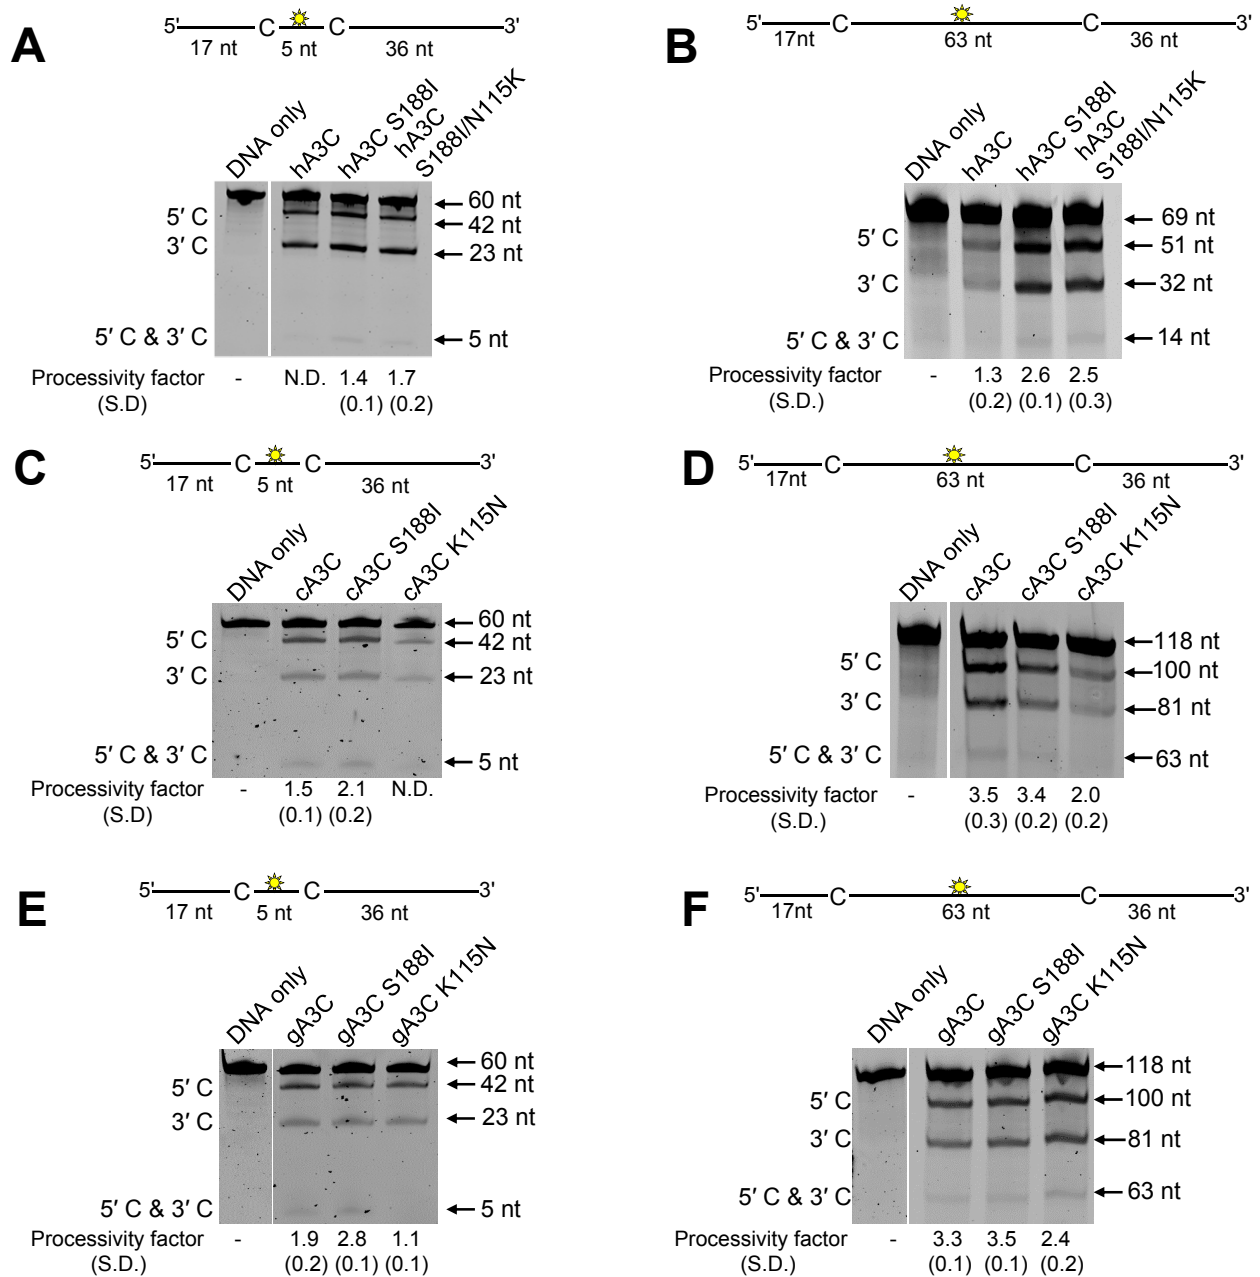 A
5' C C 3'
17 nt 5 nt 36 nt
DNA only
hA3C
hA3C S188I
hA3C
S188I/N115K
5′ C
3′ C
5′ C & 3′ C
60 nt
42 nt
23 nt
5 nt
Processivity factor - N.D. 1.4 1.7
(S.D) (0.1) (0.2)
B
5' C C 3'
17nt 63 nt 36 nt
DNA only
hA3C
hA3C S188I
hA3C
S188I/N115K
5′ C
3′ C
5′ C & 3′ C
69 nt
51 nt
32 nt
14 nt
Processivity factor - 1.3 2.6 2.5
(S.D.) (0.2) (0.1) (0.3)
C
5' C C 3'
17 nt 5 nt 36 nt
DNA only
cA3C
cA3C S188I
cA3C K115N
5′ C
3′ C
5′ C & 3′ C
60 nt
42 nt
23 nt
5 nt
Processivity factor - 1.5 2.1 N.D.
(S.D) (0.1) (0.2)
D
5' C C 3'
17nt 63 nt 36 nt
DNA only
cA3C
cA3C S188I
cA3C K115N
5′ C
3′ C
5′ C & 3′ C
118 nt
100 nt
81 nt
63 nt
Processivity factor - 3.5 3.4 2.0
(S.D.) (0.3) (0.2) (0.2)
E
5' C C 3'
17 nt 5 nt 36 nt
DNA only
gA3C
gA3C S188I
gA3C K115N
5′ C
3′ C
5′ C & 3′ C
60 nt
42 nt
23 nt
5 nt
Processivity factor - 1.9 2.8 1.1
(S.D.) (0.2) (0.1) (0.1)
F
5' C C 3'
17nt 63 nt 36 nt
DNA only
gA3C
gA3C S188I
gA3C K115N
5′ C
3′ C
5′ C & 3′ C
118 nt
100 nt
81 nt
63 nt
Processivity factor - 3.3 3.5 2.4
(S.D.) (0.1) (0.1) (0.2)